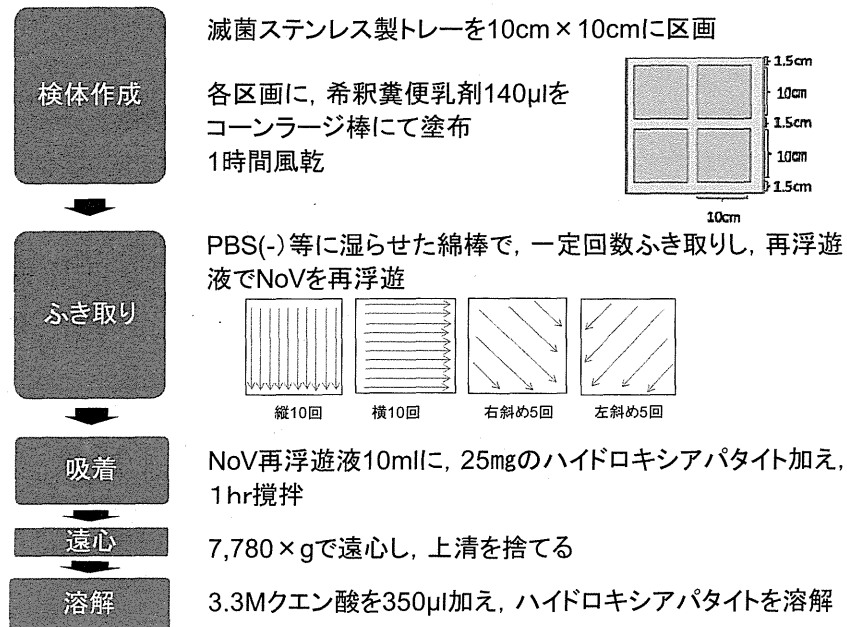 検体作成
滅菌ステンレス製トレーを10cm×10cmに区画
各区画に，希釈糞便乳剤140μlを
コーンラージ棒にて塗布
1時間風乾
1.5cm
10cm
1.5cm
10cm
1.5cm
10cm
ふき取り
PBS(-)等に湿らせた綿棒で，一定回数ふき取りし，再浮遊
液でNoVを再浮遊
縦10回
横10回
右斜め5回
左斜め5回
吸着
NoV再浮遊液10mlに，25㎎のハイドロキシアパタイト加え，
1hr攪拌
遠心
7,780×gで遠心し，上清を捨てる
溶解
3.3Mクエン酸を350μl加え，ハイドロキシアパタイトを溶解